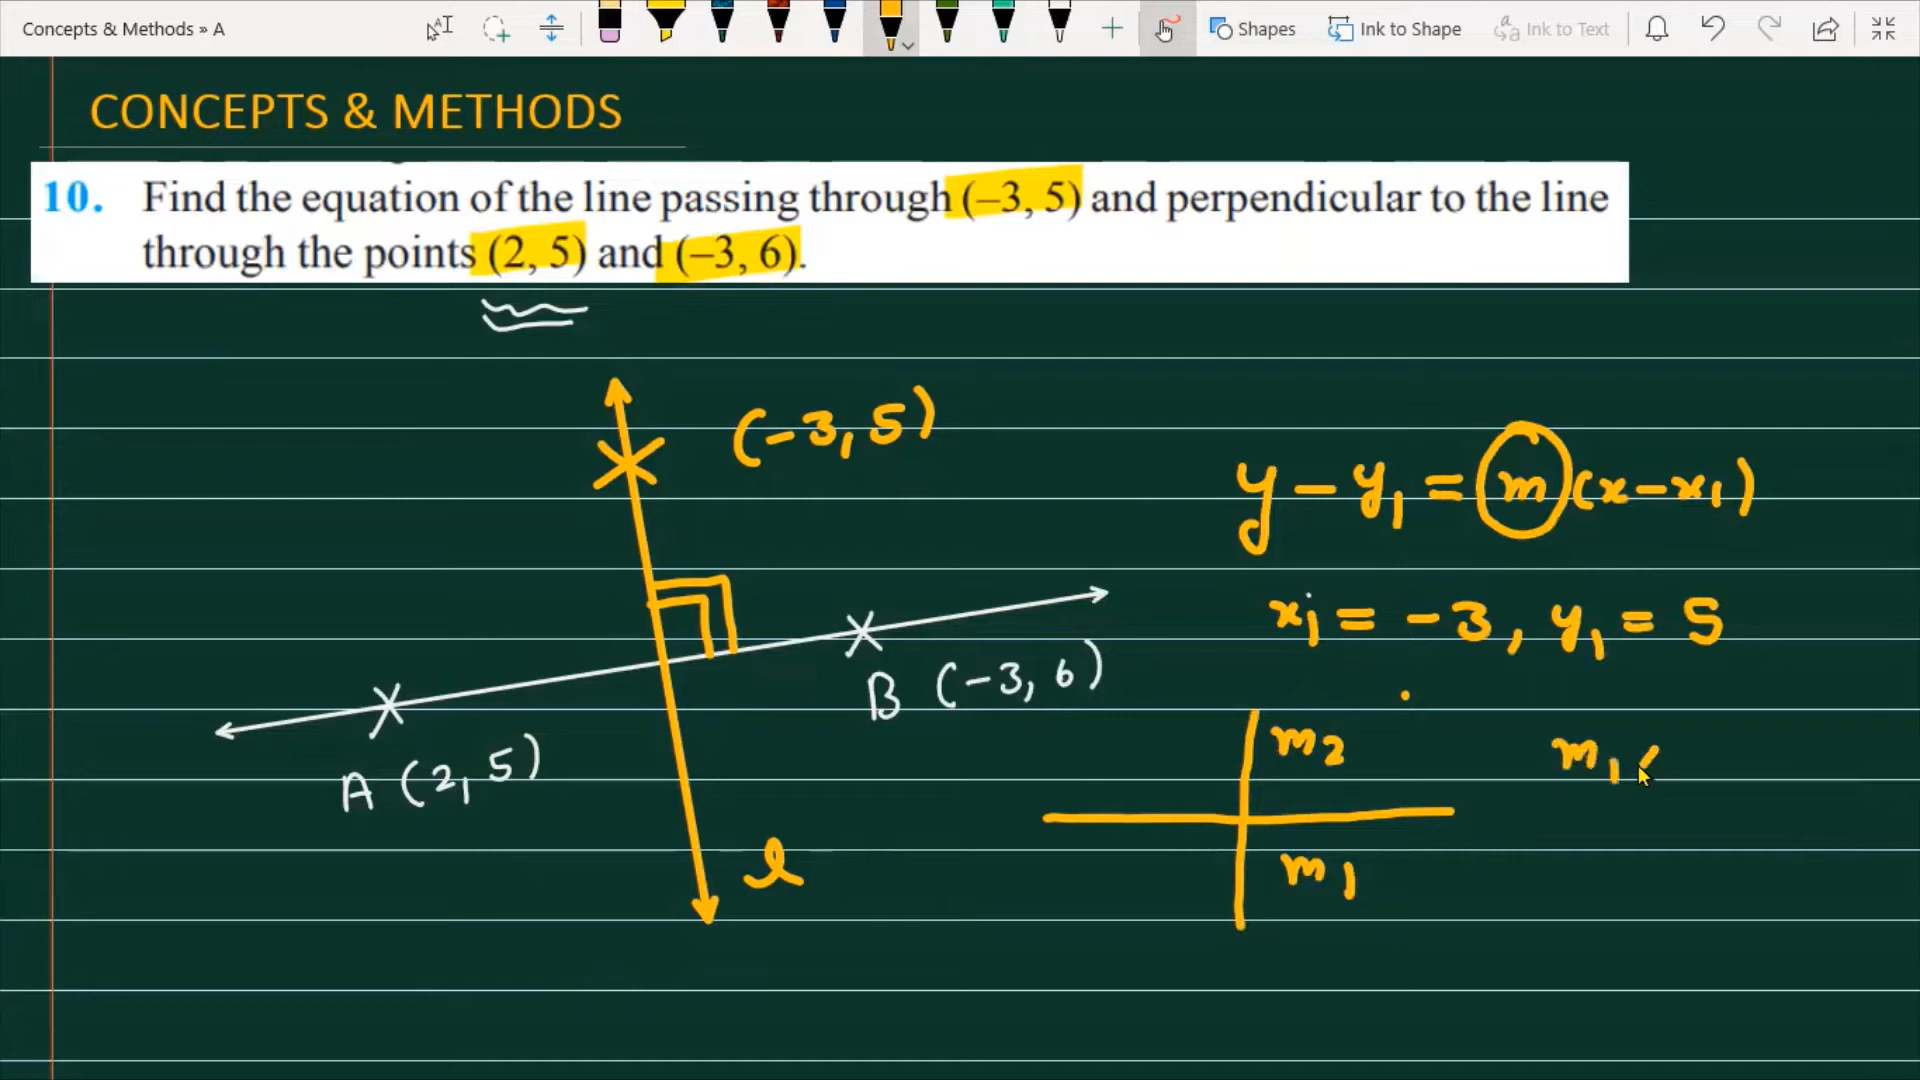 Concepts & Methods » A
Shapes
Ink to Shape
Ink to Text
CONCEPTS & METHODS
10. Find the equation of the line passing through (–3, 5) and perpendicular to the line
through the points (2, 5) and (–3, 6).
(-3, 5)
y - y₁ = m (x - x₁)
x₁ = -3, y₁ = 5
B (-3, 6)
A (2, 5)
m₂
m₁
l
m₁